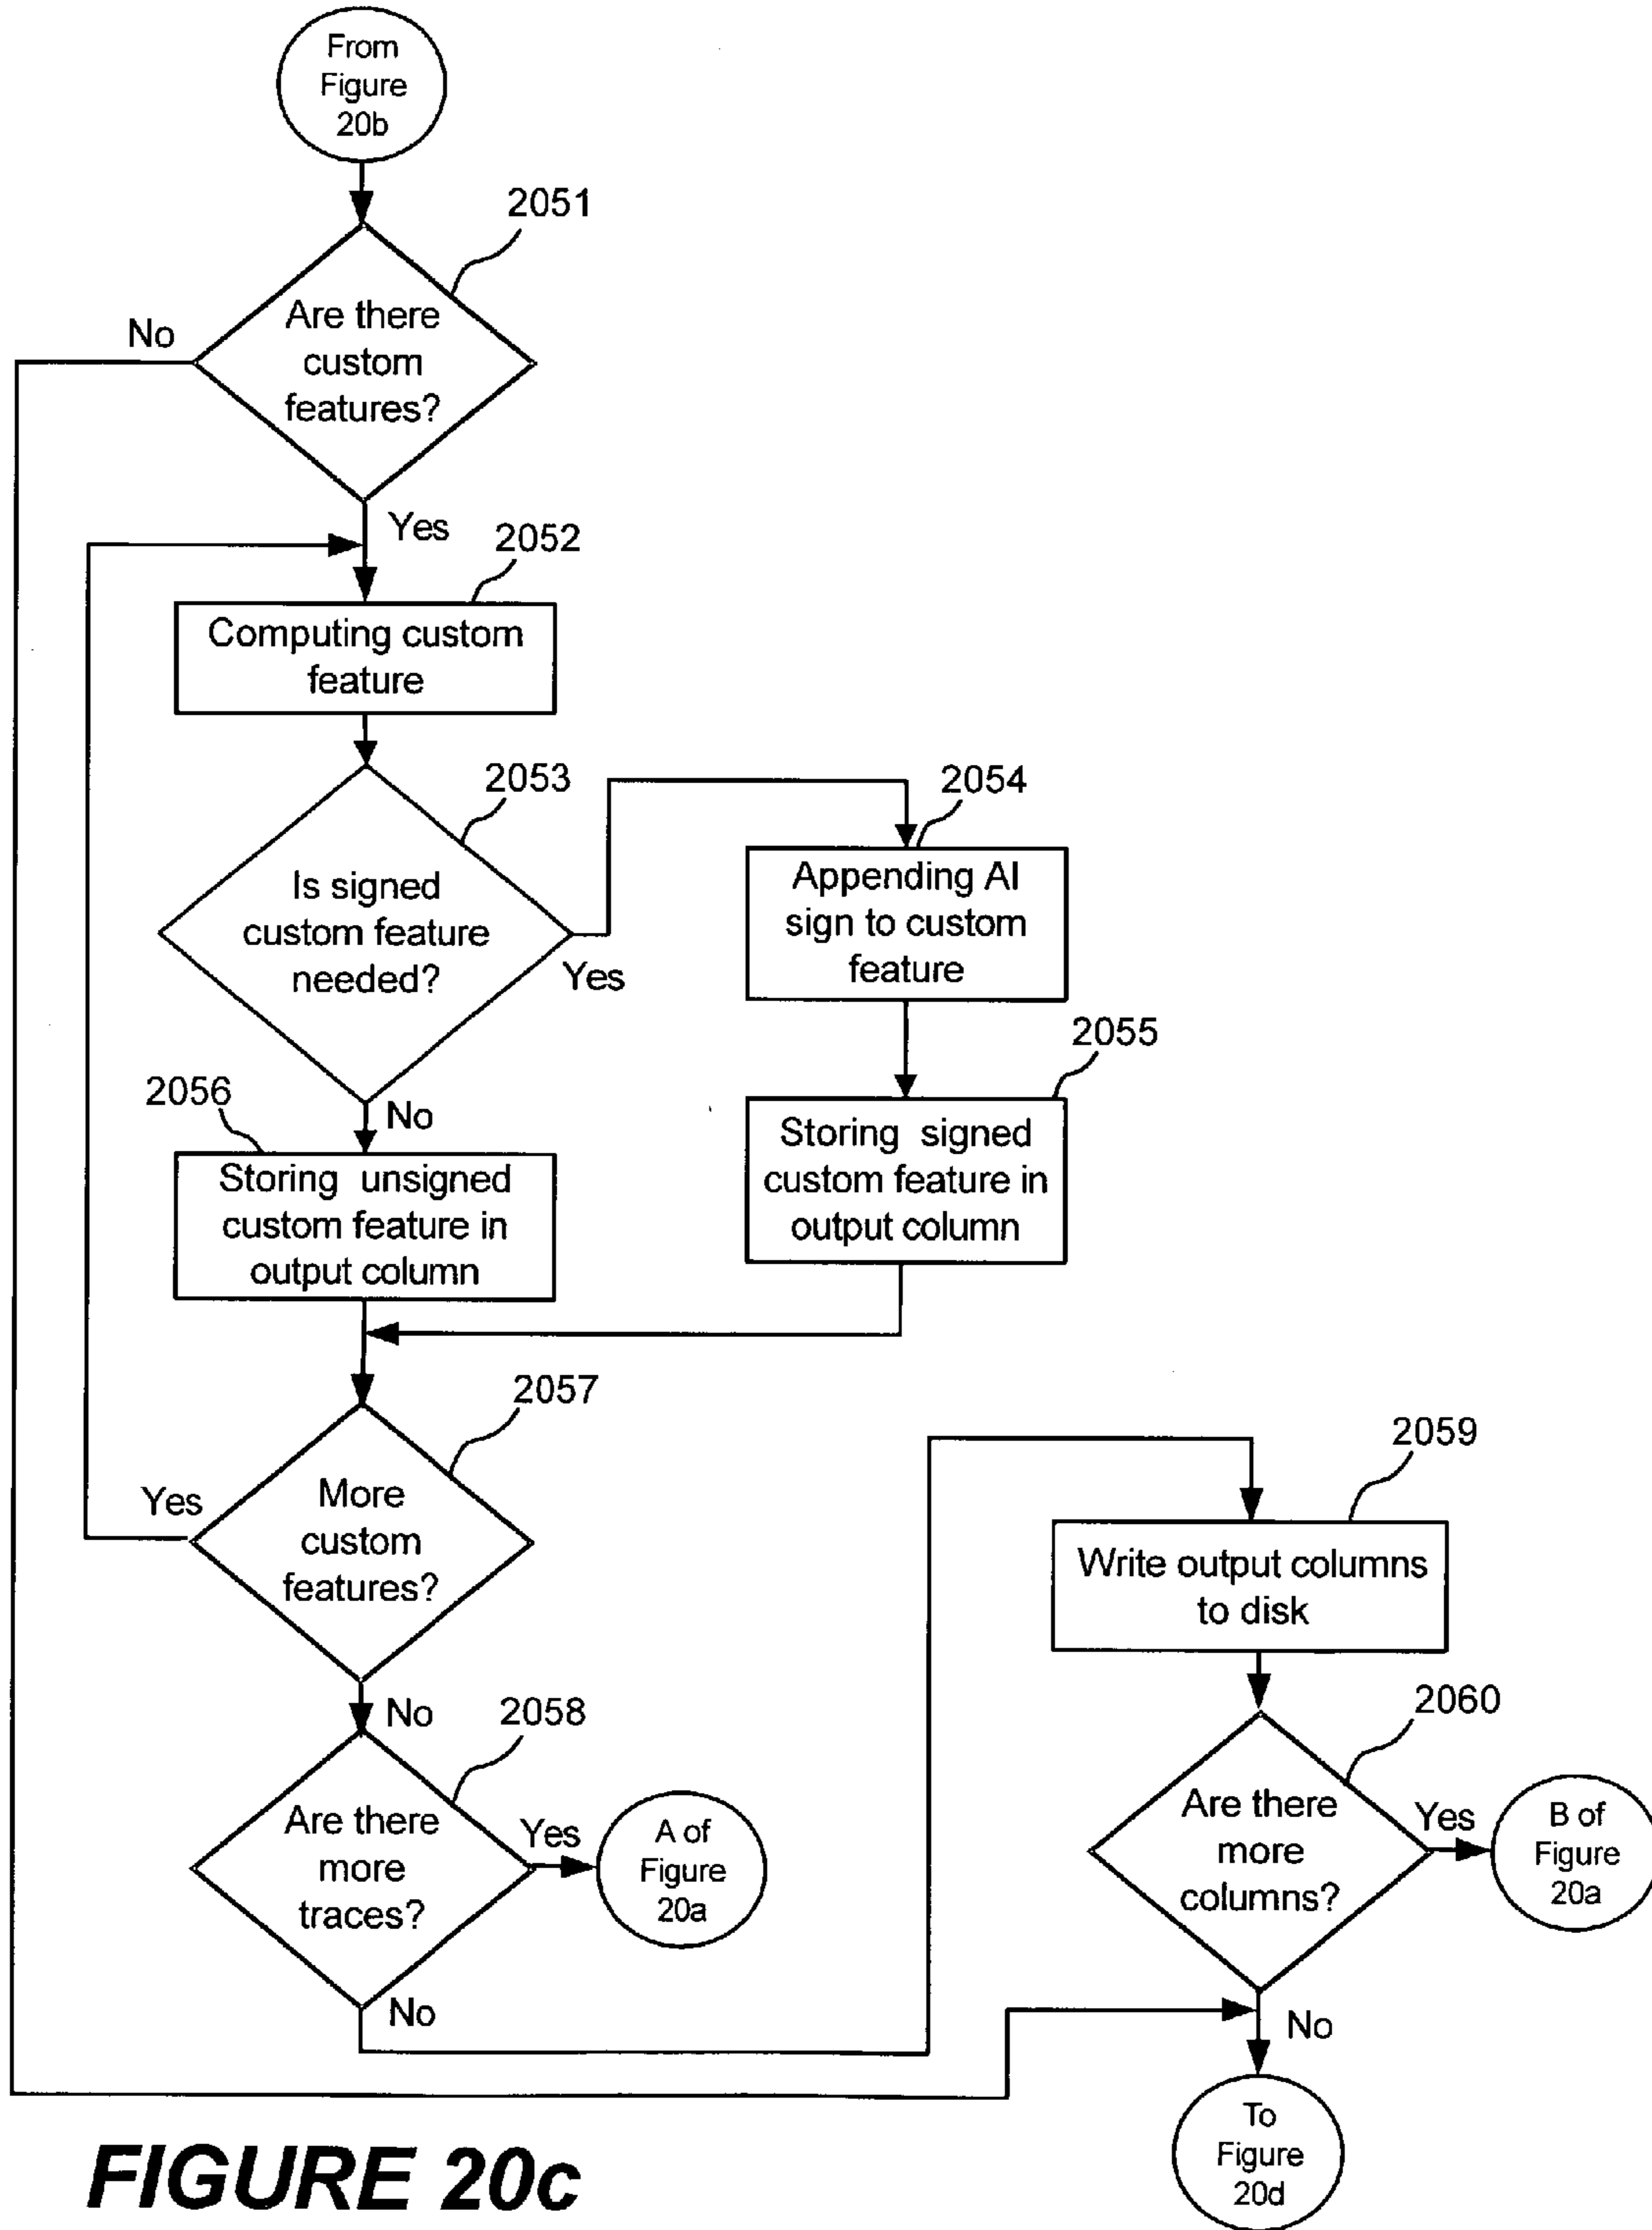 From
Figure
20b
2051
Are there
custom
features?
No
Yes
2052
Computing custom
feature
2053
Is signed
custom feature
needed?
Yes
2054
Appending AI
sign to custom
feature
2055
Storing signed
custom feature in
output column
No
2056
Storing unsigned
custom feature in
output column
2057
More
custom
features?
Yes
No
2058
Are there
more
traces?
Yes
A of
Figure
20a
No
2059
Write output columns
to disk
2060
Are there
more
columns?
Yes
B of
Figure
20a
No
To
Figure
20d
FIGURE 20c